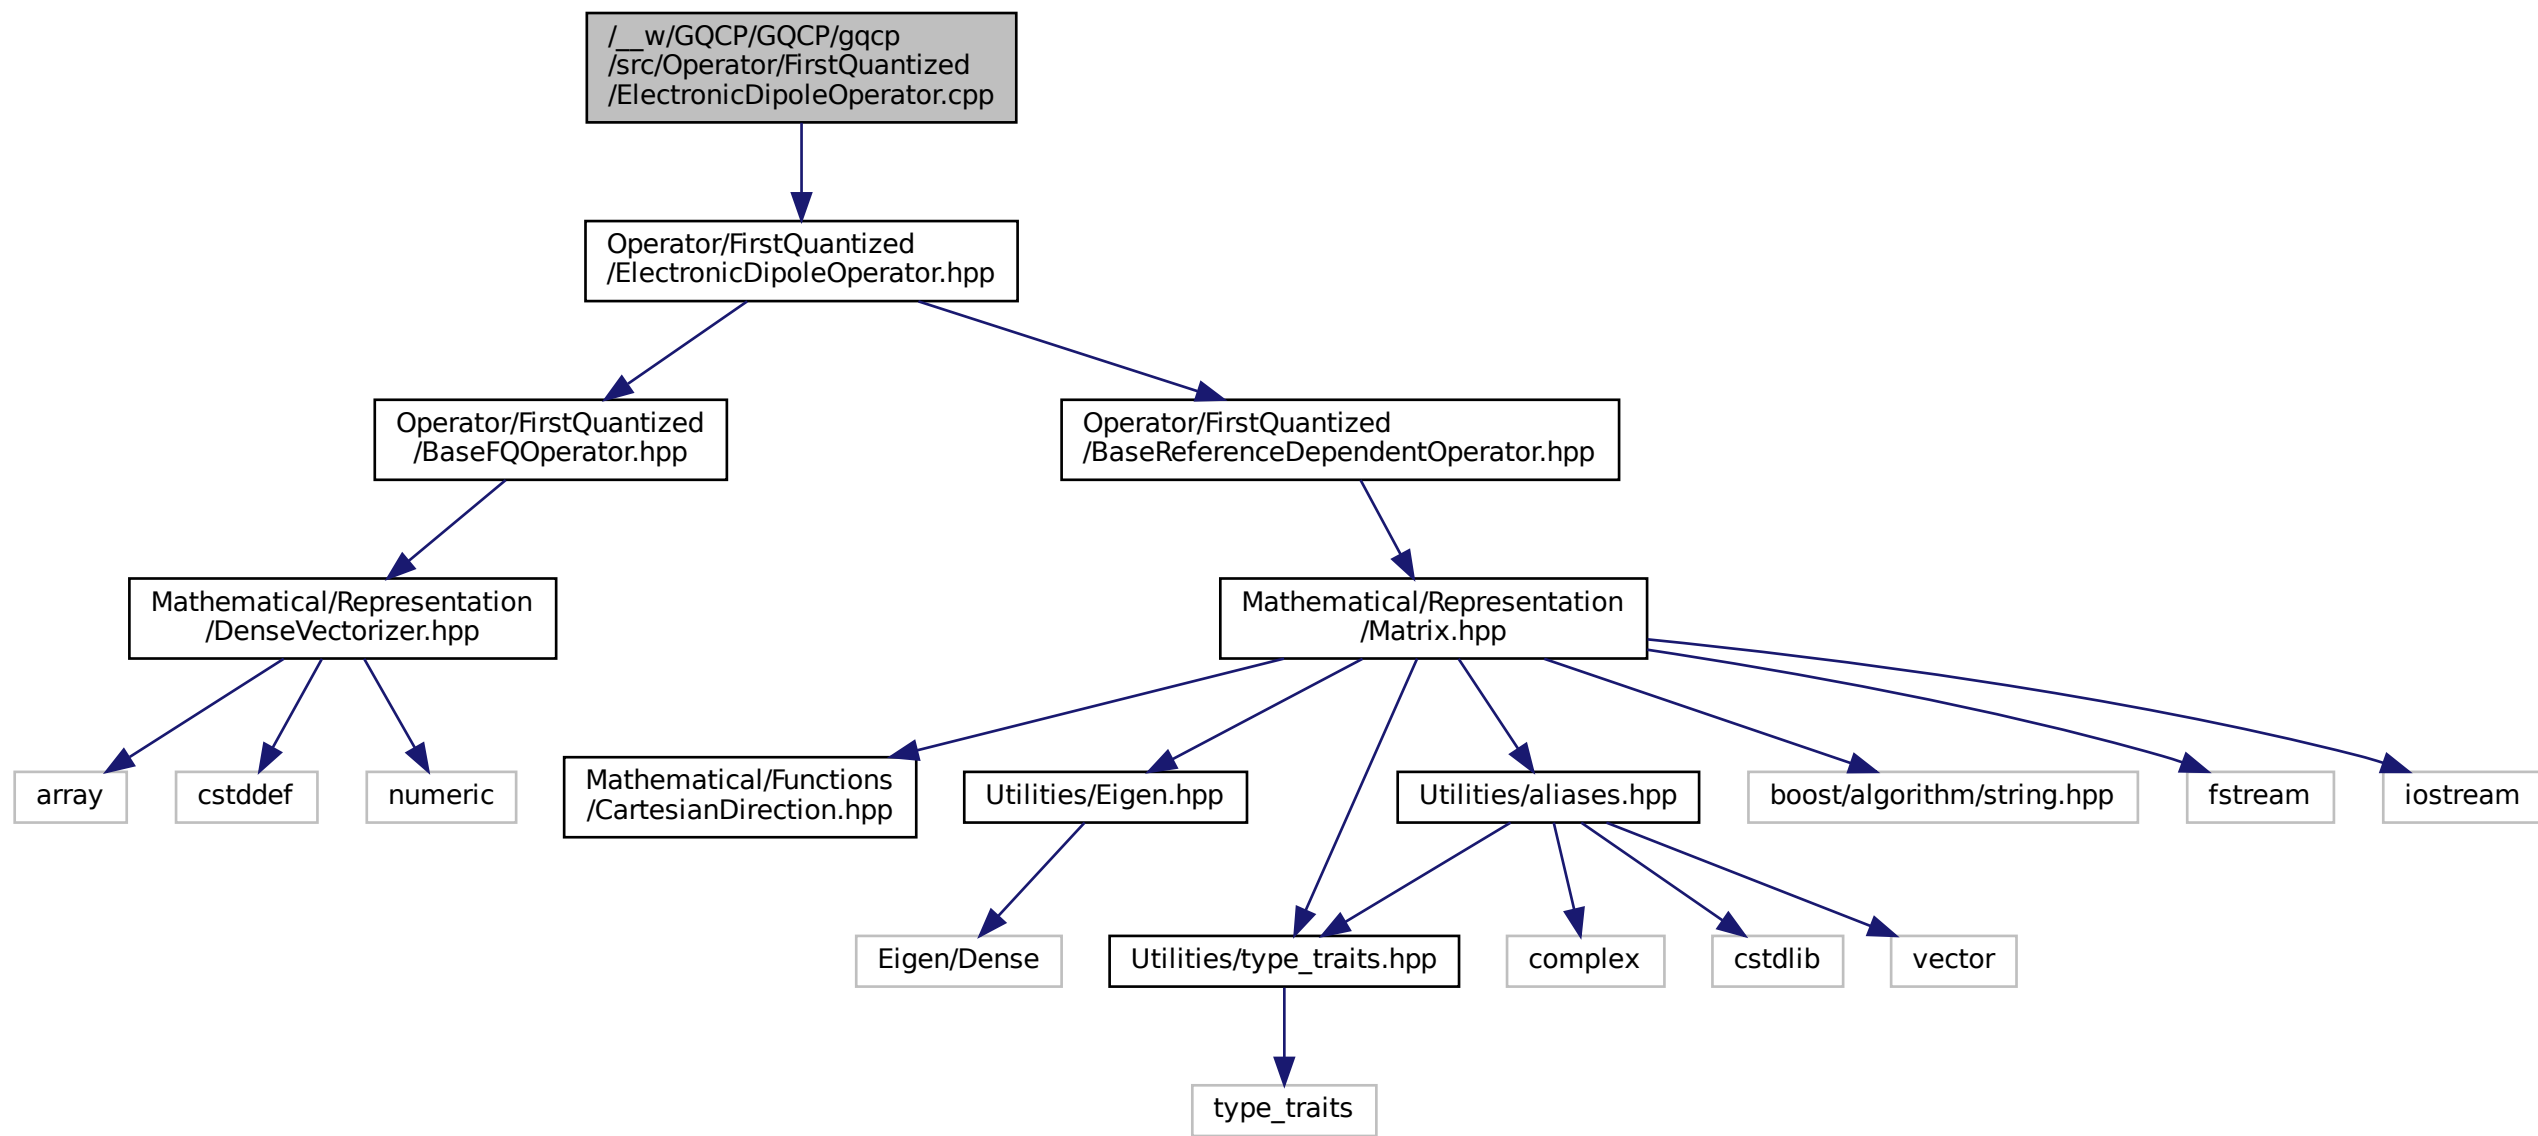 /__w/GQCP/GQCP/gqcp
/src/Operator/FirstQuantized
/ElectronicDipoleOperator.cpp
Operator/FirstQuantized
/ElectronicDipoleOperator.hpp
Operator/FirstQuantized
/BaseFQOperator.hpp
Operator/FirstQuantized
/BaseReferenceDependentOperator.hpp
Mathematical/Representation
/DenseVectorizer.hpp
Mathematical/Representation
/Matrix.hpp
array
cstddef
numeric
Mathematical/Functions
/CartesianDirection.hpp
Utilities/Eigen.hpp
Utilities/aliases.hpp
boost/algorithm/string.hpp
fstream
iostream
Eigen/Dense
Utilities/type_traits.hpp
complex
cstdlib
vector
type_traits